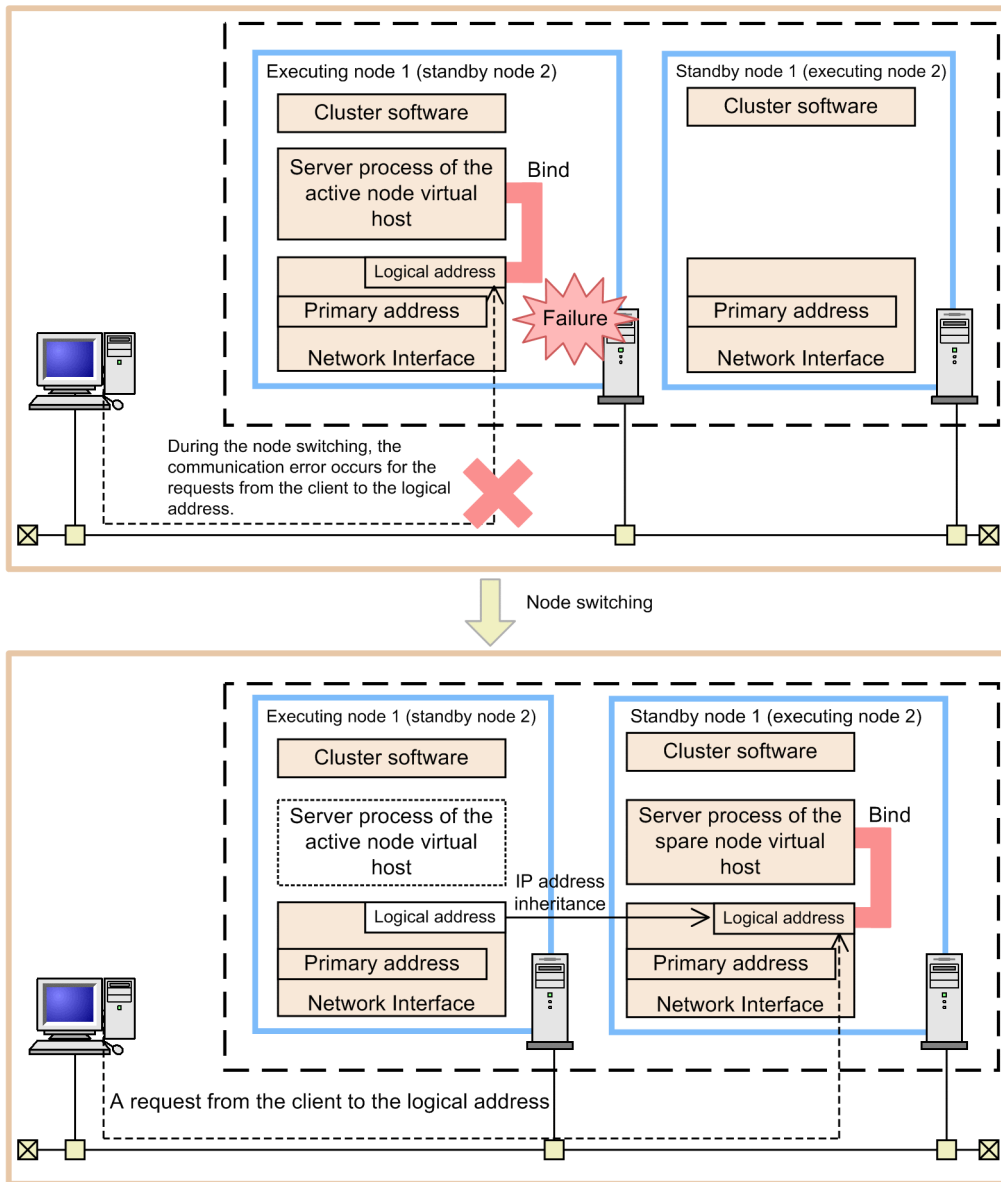 Executing node 1 (standby node 2)
Cluster software
Server process of the
active node virtual
host
Bind
Logical address
Primary address
Network Interface
Failure
Standby node 1 (executing node 2)
Cluster software
Primary address
Network Interface
During the node switching, the
communication error occurs for the
requests from the client to the logical
address.
Node switching
Executing node 1 (standby node 2)
Cluster software
Server process of the
active node virtual
host
Logical address
Primary address
Network Interface
IP address
inheritance
Standby node 1 (executing node 2)
Cluster software
Server process of the
spare node virtual
host
Bind
Logical address
Primary address
Network Interface
A request from the client to the logical address